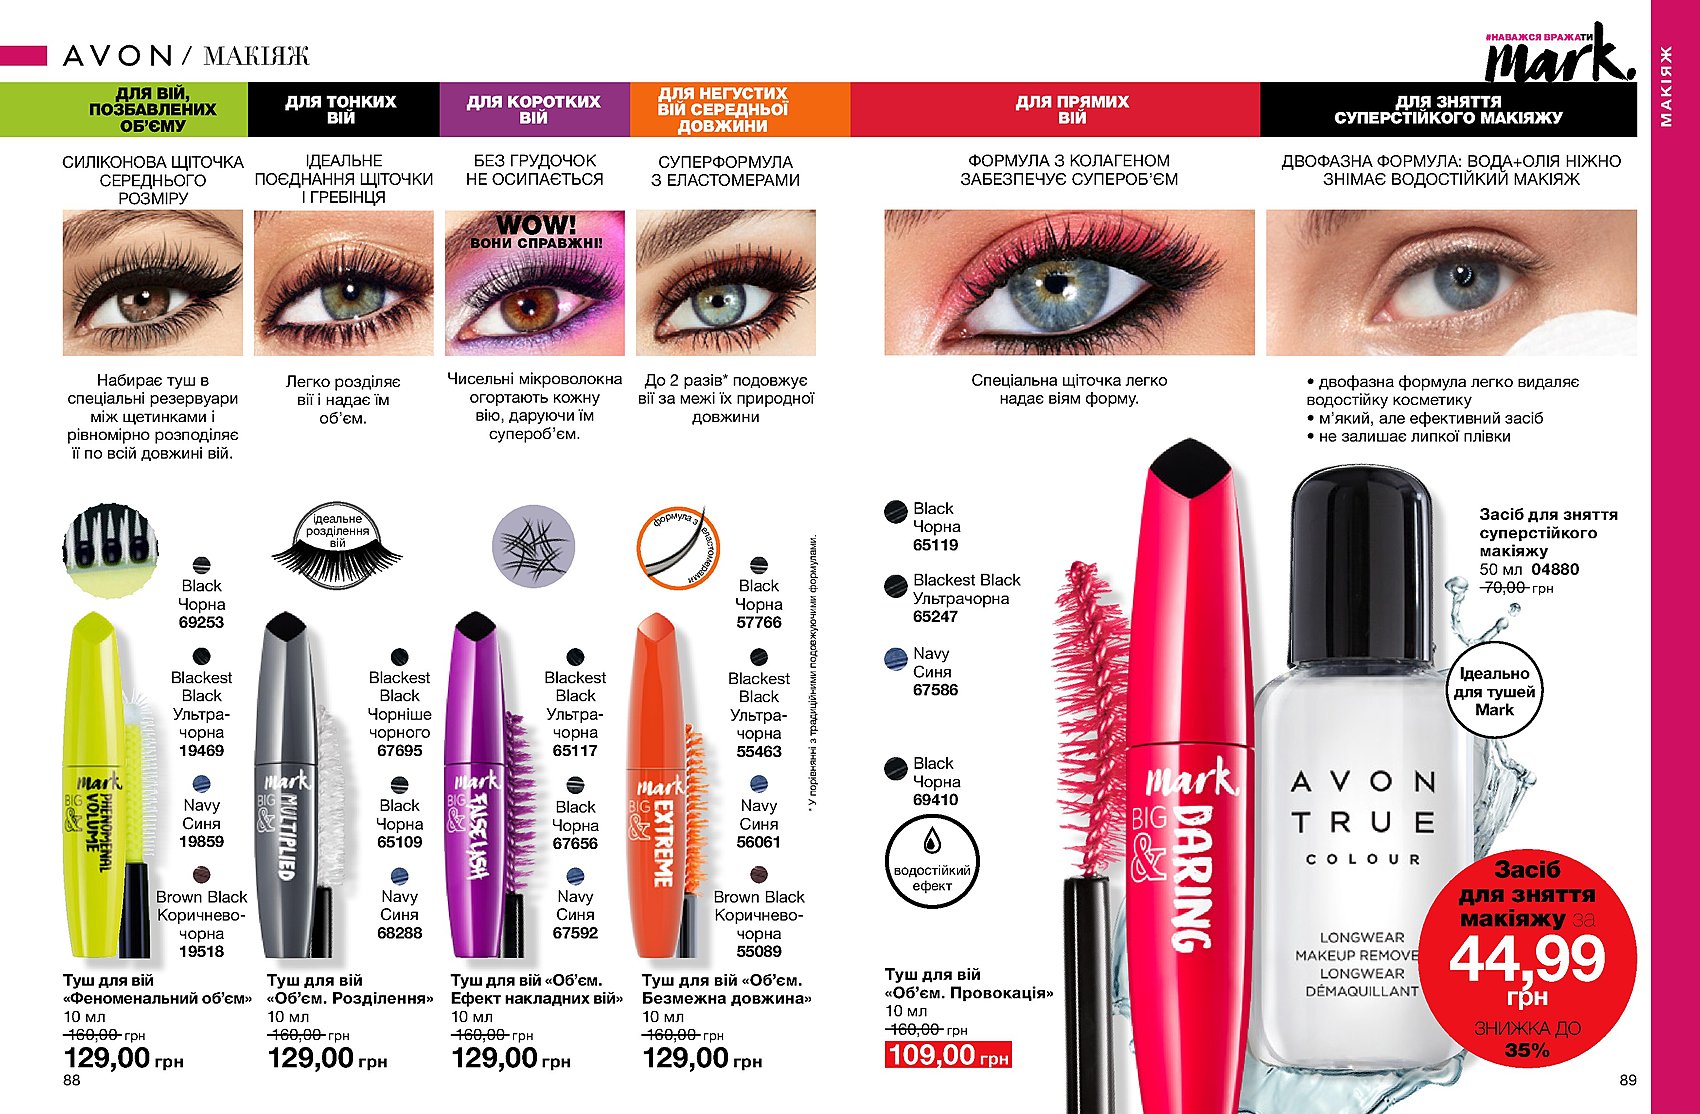 AVON / МАКІЯЖ
#НАВАЖСЯ ВРАЖАТИ
mark.
МАКІЯЖ
ДЛЯ ВІЙ,
ПОЗБАВЛЕНИХ
ОБ'ЄМУ
СИЛІКОНОВА ЩІТОЧКА
СЕРЕДНЬОГО
РОЗМІРУ
Набирає туш в
спеціальні резервуари
між щетинками і
рівномірно розподіляє
її по всій довжині вій.
Black
Чорна
69253
Blackest
Black
Ультра-
чорна
19469
Navy
Синя
19859
Brown Black
Коричнево-
чорна
19518
mark.
BIG
&
PHENOMENAL
VOLUME
Туш для вій
«Феноменальний об'єм»
10 мл
160,00 грн
129,00 грн
88
ДЛЯ ТОНКИХ
ВІЙ
ІДЕАЛЬНЕ
ПОЄДНАННЯ ЩІТОЧКИ
І ГРЕБІНЦЯ
Легко розділяє
вії і надає їм
об'єм.
ідеальне
розділення
вій
Blackest
Black
Чорніше
чорного
67695
Black
Чорна
65109
Navy
Синя
68288
mark.
BIG
&
MULTIPLIED
Туш для вій
«Об'єм. Розділення»
10 мл
160,00 грн
129,00 грн
ДЛЯ КОРОТКИХ
ВІЙ
БЕЗ ГРУДОЧОК
НЕ ОСИПАЄТЬСЯ
WOW!
ВОНИ СПРАВЖНІ!
Чисельні мікроволокна
огортають кожну
вію, даруючи їм
супероб'єм.
Blackest
Black
Ультра-
чорна
65117
Black
Чорна
67656
Navy
Синя
67592
mark.
BIG
&
FALSE LASH
Туш для вій «Об'єм.
Ефект накладних вій»
10 мл
160,00 грн
129,00 грн
ДЛЯ НЕГУСТИХ
ВІЙ СЕРЕДНЬОЇ
ДОВЖИНИ
СУПЕРФОРМУЛА
З ЕЛАСТОМЕРАМИ
До 2 разів* подовжує
вії за межі їх природної
довжини
формула з еластомерами
Black
Чорна
57766
Blackest
Black
Ультра-
чорна
55463
Navy
Синя
56061
Brown Black
Коричнево-
чорна
55089
mark.
BIG
&
EXTREME
Туш для вій «Об'єм.
Безмежна довжина»
10 мл
160,00 грн
129,00 грн
* У порівнянні з традиційними подовжуючими формулами.
ДЛЯ ПРЯМИХ
ВІЙ
ФОРМУЛА З КОЛАГЕНОМ
ЗАБЕЗПЕЧУЄ СУПЕРОБ'ЄМ
Спеціальна щіточка легко
надає віям форму.
Black
Чорна
65119
Blackest Black
Ультрачорна
65247
Navy
Синя
67586
Black
Чорна
69410
водостійкий
ефект
mark.
BIG
&
DARING
Туш для вій
«Об'єм. Провокація»
10 мл
160,00 грн
109,00 грн
ДЛЯ ЗНЯТТЯ
СУПЕРСТІЙКОГО МАКІЯЖУ
ДВОФАЗНА ФОРМУЛА: ВОДА+ОЛІЯ НІЖНО
ЗНІМАЄ ВОДОСТІЙКИЙ МАКІЯЖ
• двофазна формула легко видаляє
водостійку косметику
• м'який, але ефективний засіб
• не залишає липкої плівки
Засіб для зняття
суперстійкого
макіяжу
50 мл 04880
70,00 грн
Ідеально
для тушей
Mark
AVON
TRUE
COLOUR
LONGWEAR
MAKEUP REMOVE
LONGWEAR
DÉMAQUILLANT
Засіб
для зняття
макіяжу за
44,99
грн
ЗНИЖКА ДО
35%
89